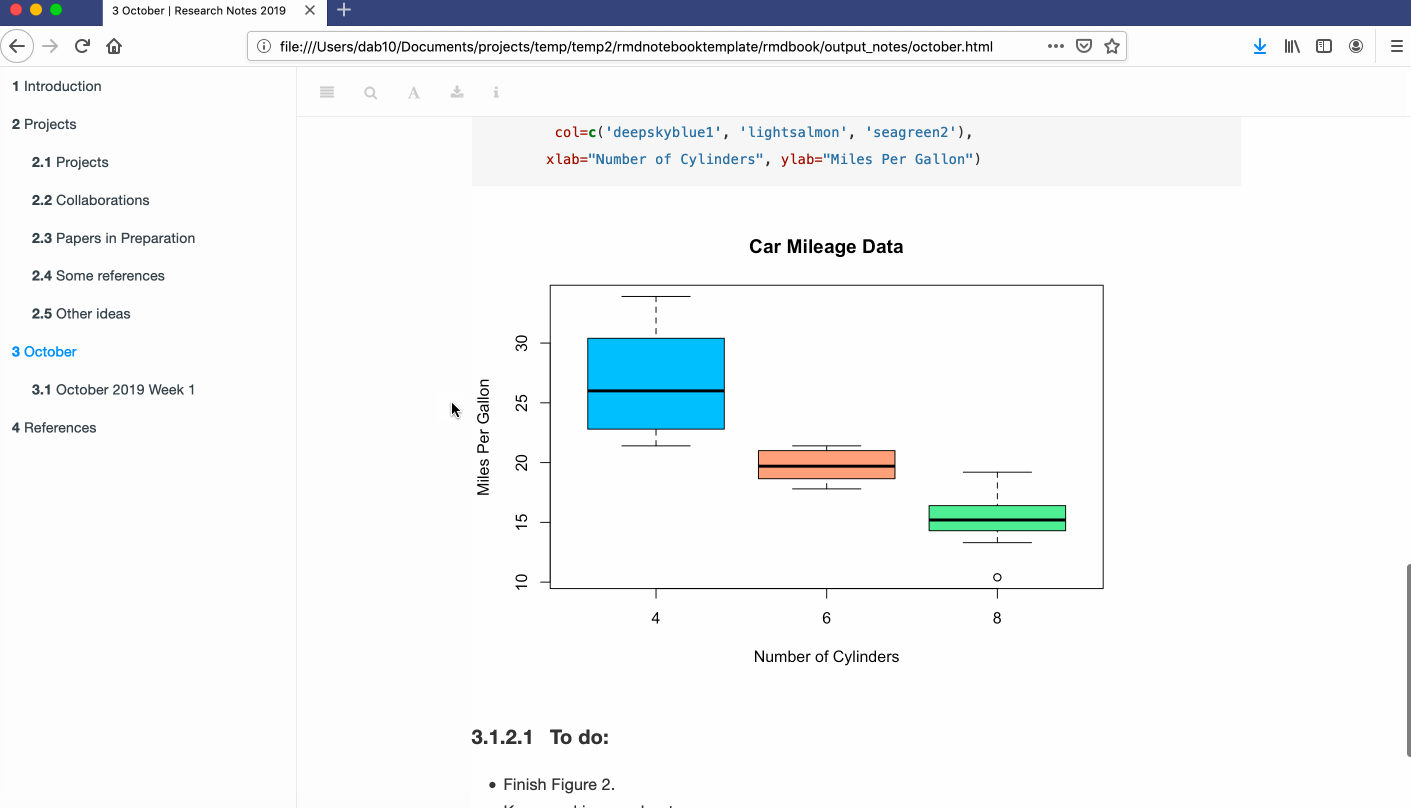 3 October | Research Notes 2019
file:///Users/dab10/Documents/projects/temp/temp2/rmdnotebooktemplate/rmdbook/output_notes/october.html
1 Introduction
2 Projects
2.1 Projects
2.2 Collaborations
2.3 Papers in Preparation
2.4 Some references
2.5 Other ideas
3 October
3.1 October 2019 Week 1
4 References
A
col=c('deepskyblue1', 'lightsalmon', 'seagreen2'),
xlab="Number of Cylinders", ylab="Miles Per Gallon")
Car Mileage Data
Miles Per Gallon
30
25
20
15
10
4 6 8
Number of Cylinders
3.1.2.1 To do:
• Finish Figure 2.